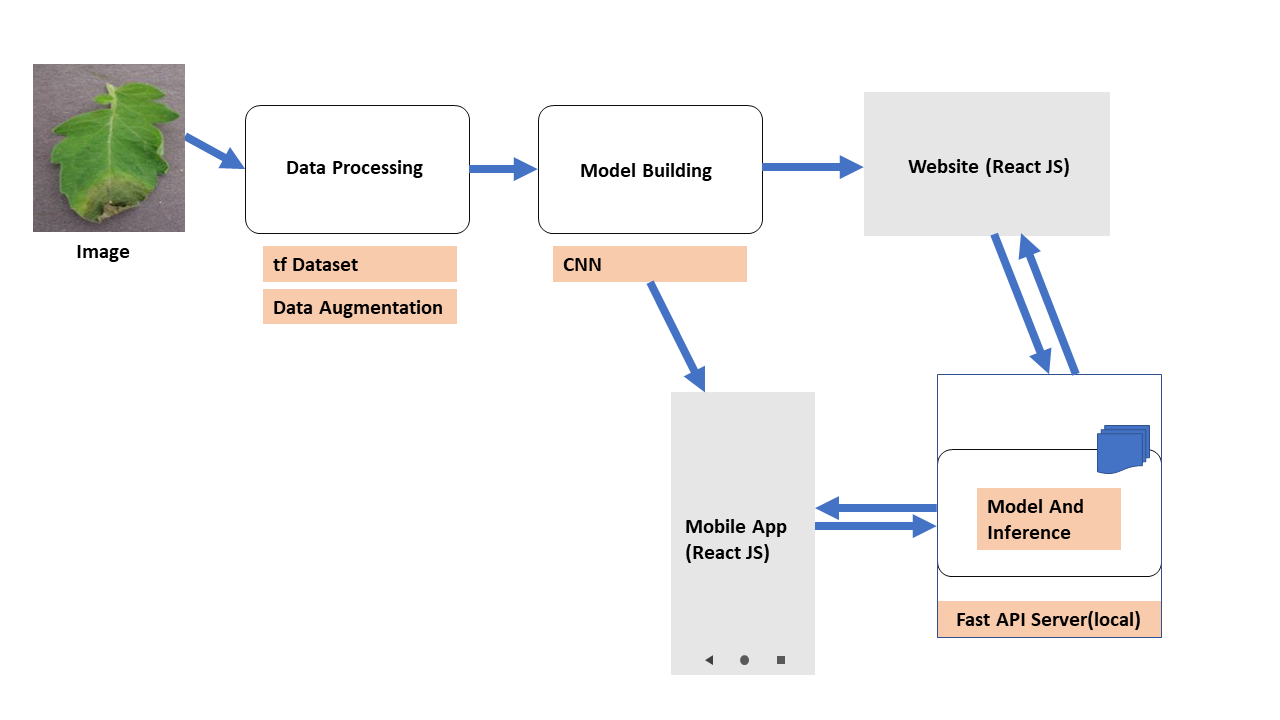 Image
Data Processing
tf Dataset
Data Augmentation
Model Building
CNN
Website (React JS)
Mobile App
(React JS)
Model And
Inference
Fast API Server(local)